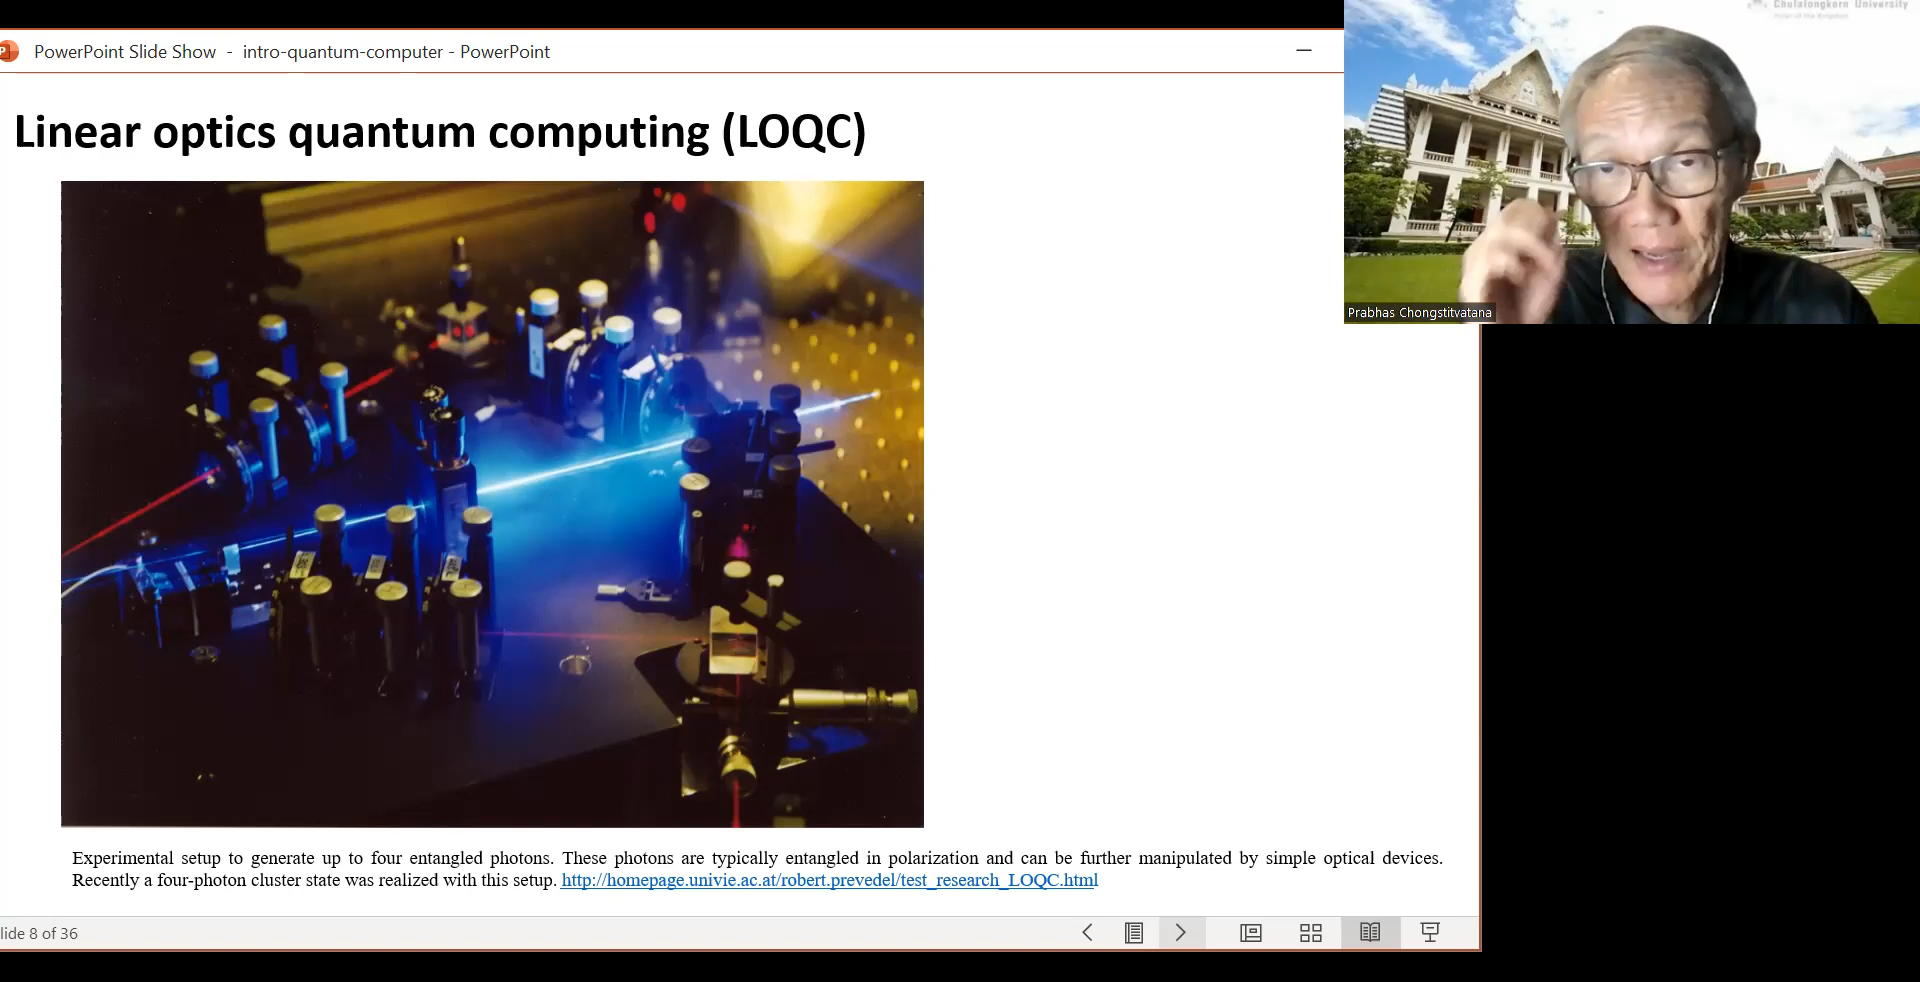 PowerPoint Slide Show - intro-quantum-computer - PowerPoint
Chulalongkorn University
Linear optics quantum computing (LOQC)
Prabhas Chongstitvatana
Experimental setup to generate up to four entangled photons. These photons are typically entangled in polarization and can be further manipulated by simple optical devices.
Recently a four-photon cluster state was realized with this setup. http://homepage.univie.ac.at/robert.prevedel/test_research_LOQC.html
lide 8 of 36